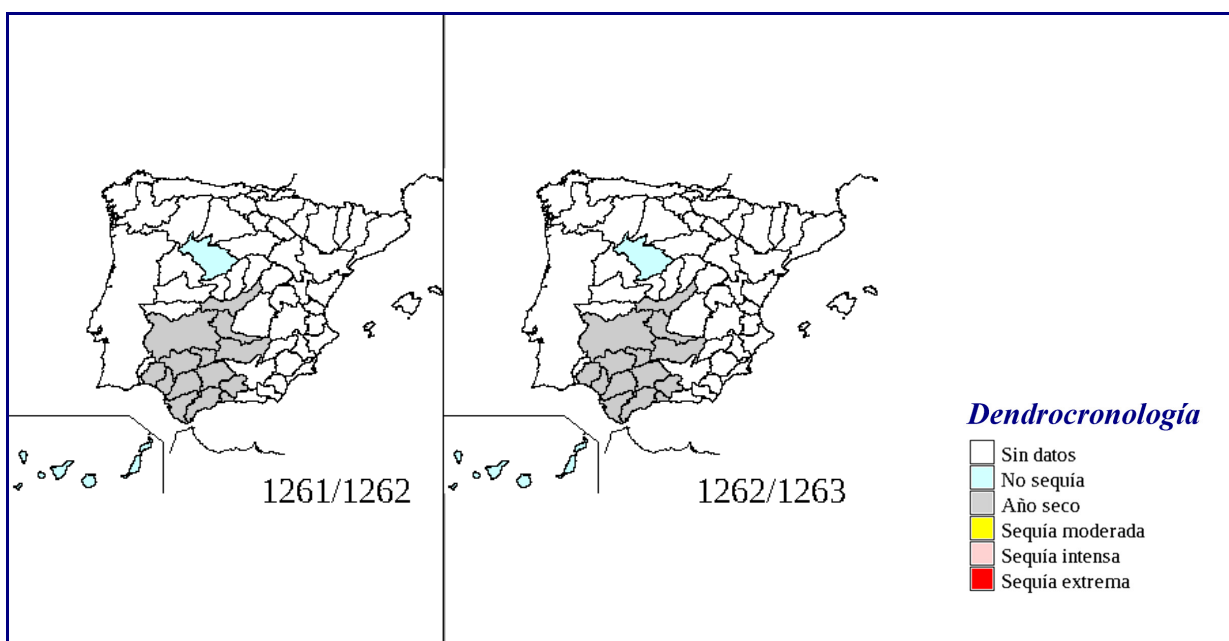 1261/1262
1262/1263
Dendrocronología
Sin datos
No sequía
Año seco
Sequía moderada
Sequía intensa
Sequía extrema